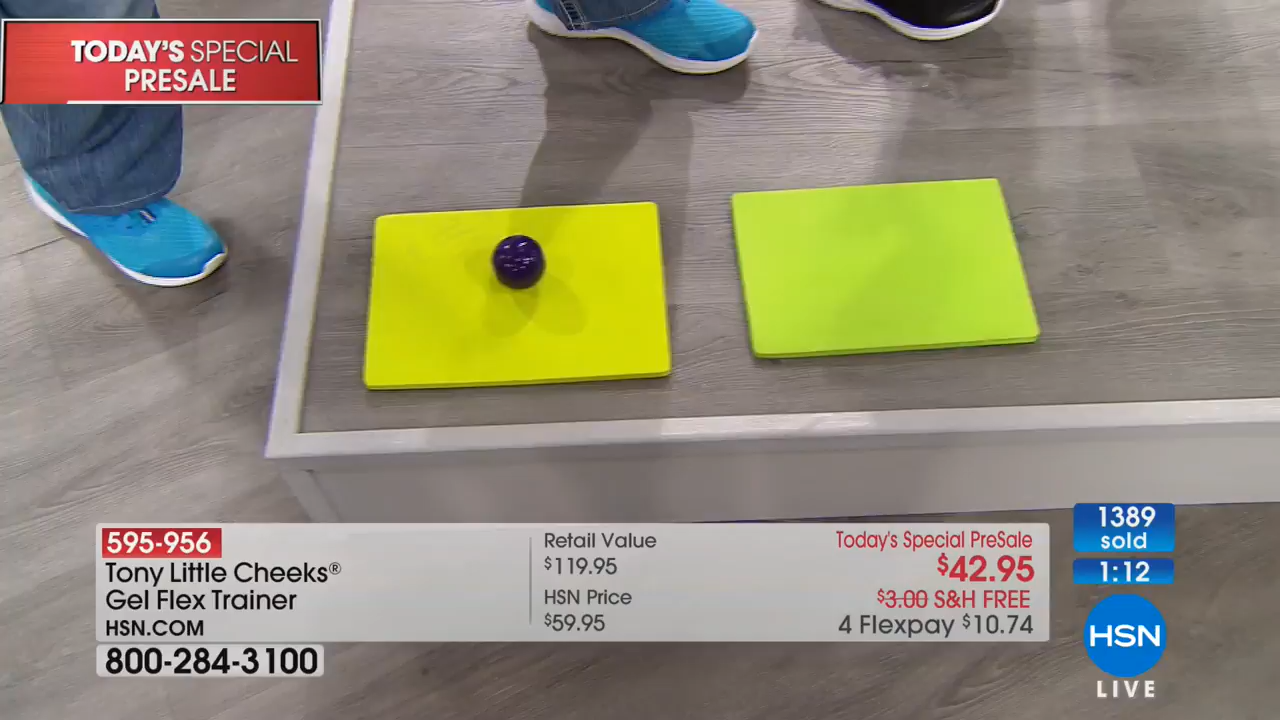 TODAY'S SPECIAL
PRESALE
595-956
Tony Little Cheeks®
Gel Flex Trainer
HSN.COM
800-284-3100
Retail Value
$119.95
HSN Price
$59.95
Today's Special PreSale
$42.95
$3.00 S&H FREE
4 Flexpay $10.74
1389
sold
1:12
HSN
LIVE